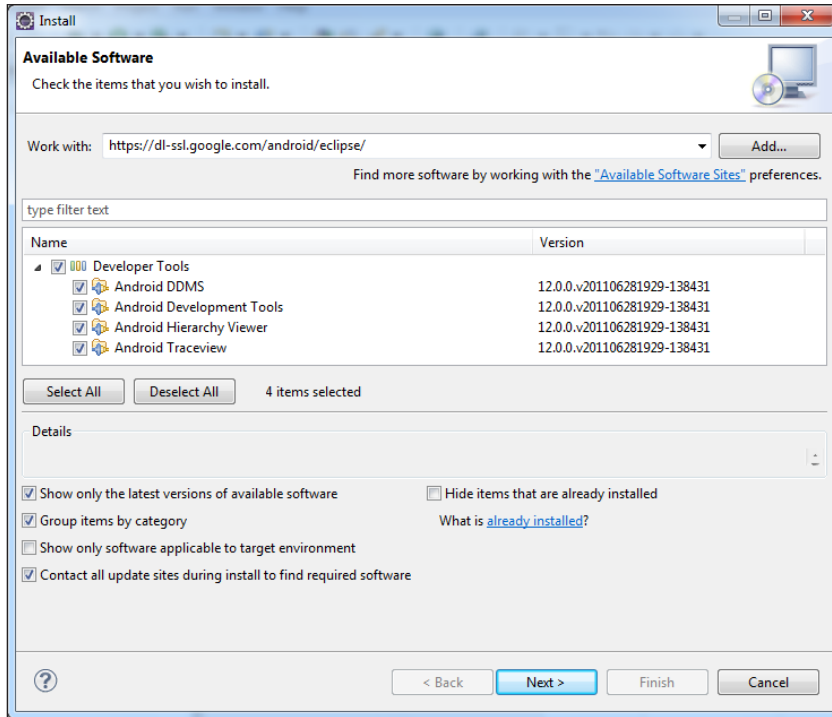 Install
Available Software
Check the items that you wish to install.
Work with: https://dl-ssl.google.com/android/eclipse/ Add...
Find more software by working with the "Available Software Sites" preferences.
type filter text
Name Version
Developer Tools
Android DDMS 12.0.0.v201106281929-138431
Android Development Tools 12.0.0.v201106281929-138431
Android Hierarchy Viewer 12.0.0.v201106281929-138431
Android Traceview 12.0.0.v201106281929-138431
Select All Deselect All 4 items selected
Details
Show only the latest versions of available software Hide items that are already installed
Group items by category What is already installed?
Show only software applicable to target environment
Contact all update sites during install to find required software
? < Back Next > Finish Cancel